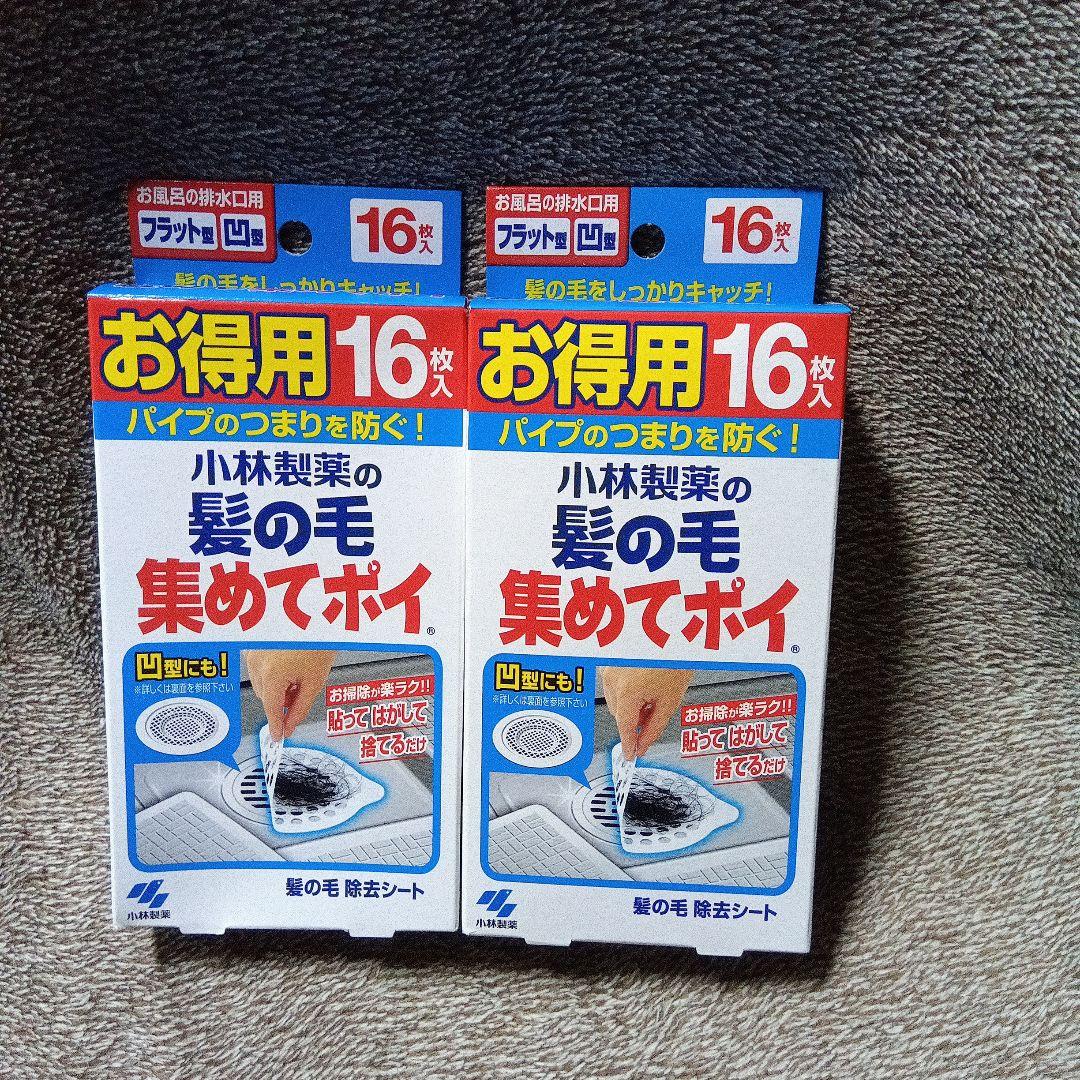 お風呂の排水口用
フラット型 凹型
16枚入
髪の毛をしっかりキャッチ!
お得用16枚入
パイプのつまりを防ぐ!
小林製薬の
髪の毛
集めてポイ®
凹型にも!
※詳しくは裏面を参照下さい
お掃除が楽ラク!!
貼って はがして
捨てるだけ
小林製薬
髪の毛 除去シート
お風呂の排水口用
フラット型 凹型
16枚入
髪の毛をしっかりキャッチ!
お得用16枚入
パイプのつまりを防ぐ!
小林製薬の
髪の毛
集めてポイ®
凹型にも!
※詳しくは裏面を参照下さい
お掃除が楽ラク!!
貼って はがして
捨てるだけ
小林製薬
髪の毛 除去シート